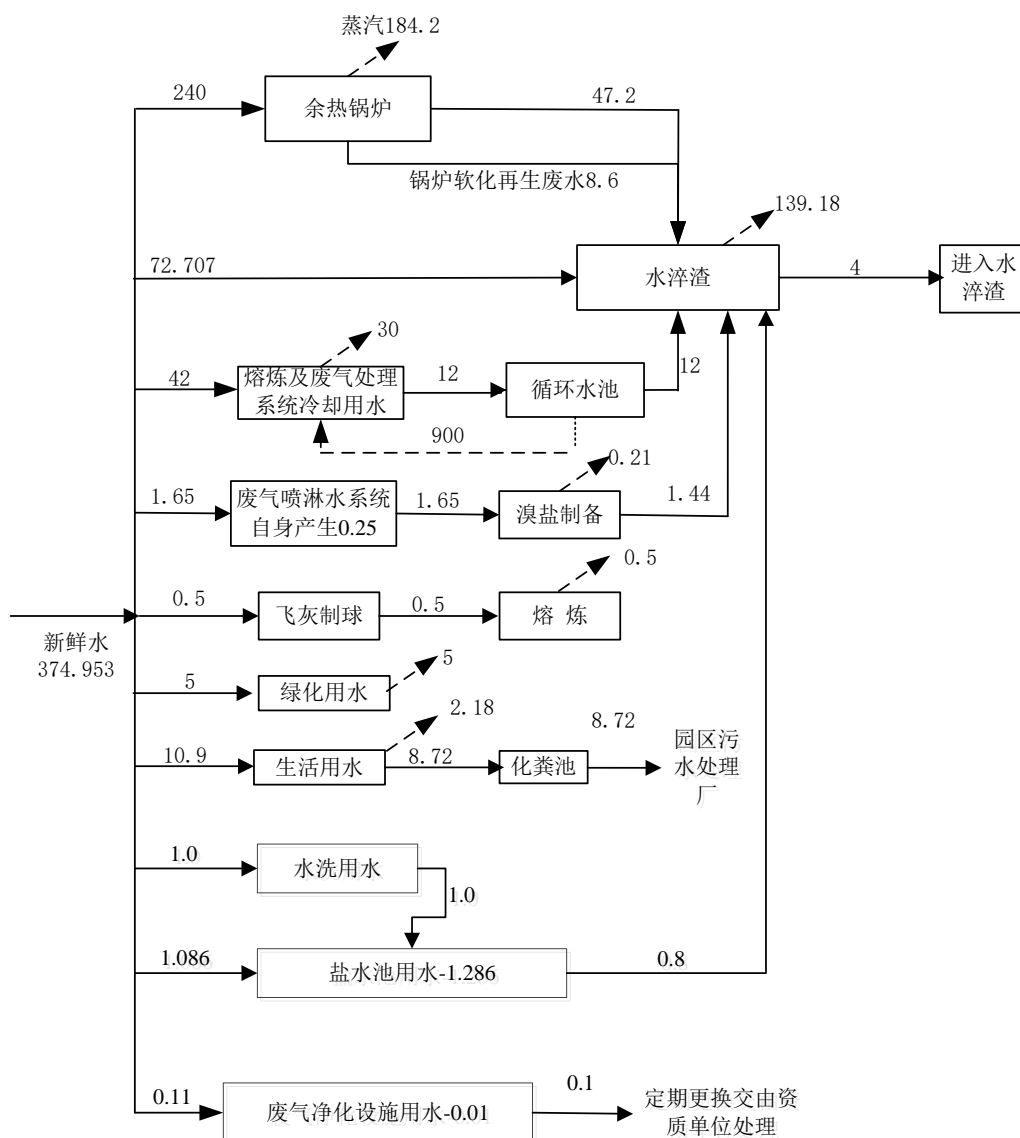 蒸汽184.2
240
余热锅炉
47.2
锅炉软化再生废水8.6
139.18
72.707
水淬渣
4
进入水
淬渣
30
42
熔炼及废气处理
系统冷却用水
12
循环水池
12
900
0.21
1.65
废气喷淋水系统
自身产生0.25
1.65
溴盐制备
1.44
0.5
0.5
飞灰制球
0.5
熔 炼
新鲜水
374.953
5
5
绿化用水
2.18
8.72
10.9
生活用水
8.72
化粪池
园区污
水处理
厂
1.0
水洗用水
1.0
1.086
盐水池用水-1.286
0.8
0.11
废气净化设施用水-0.01
0.1
定期更换交由资
质单位处理